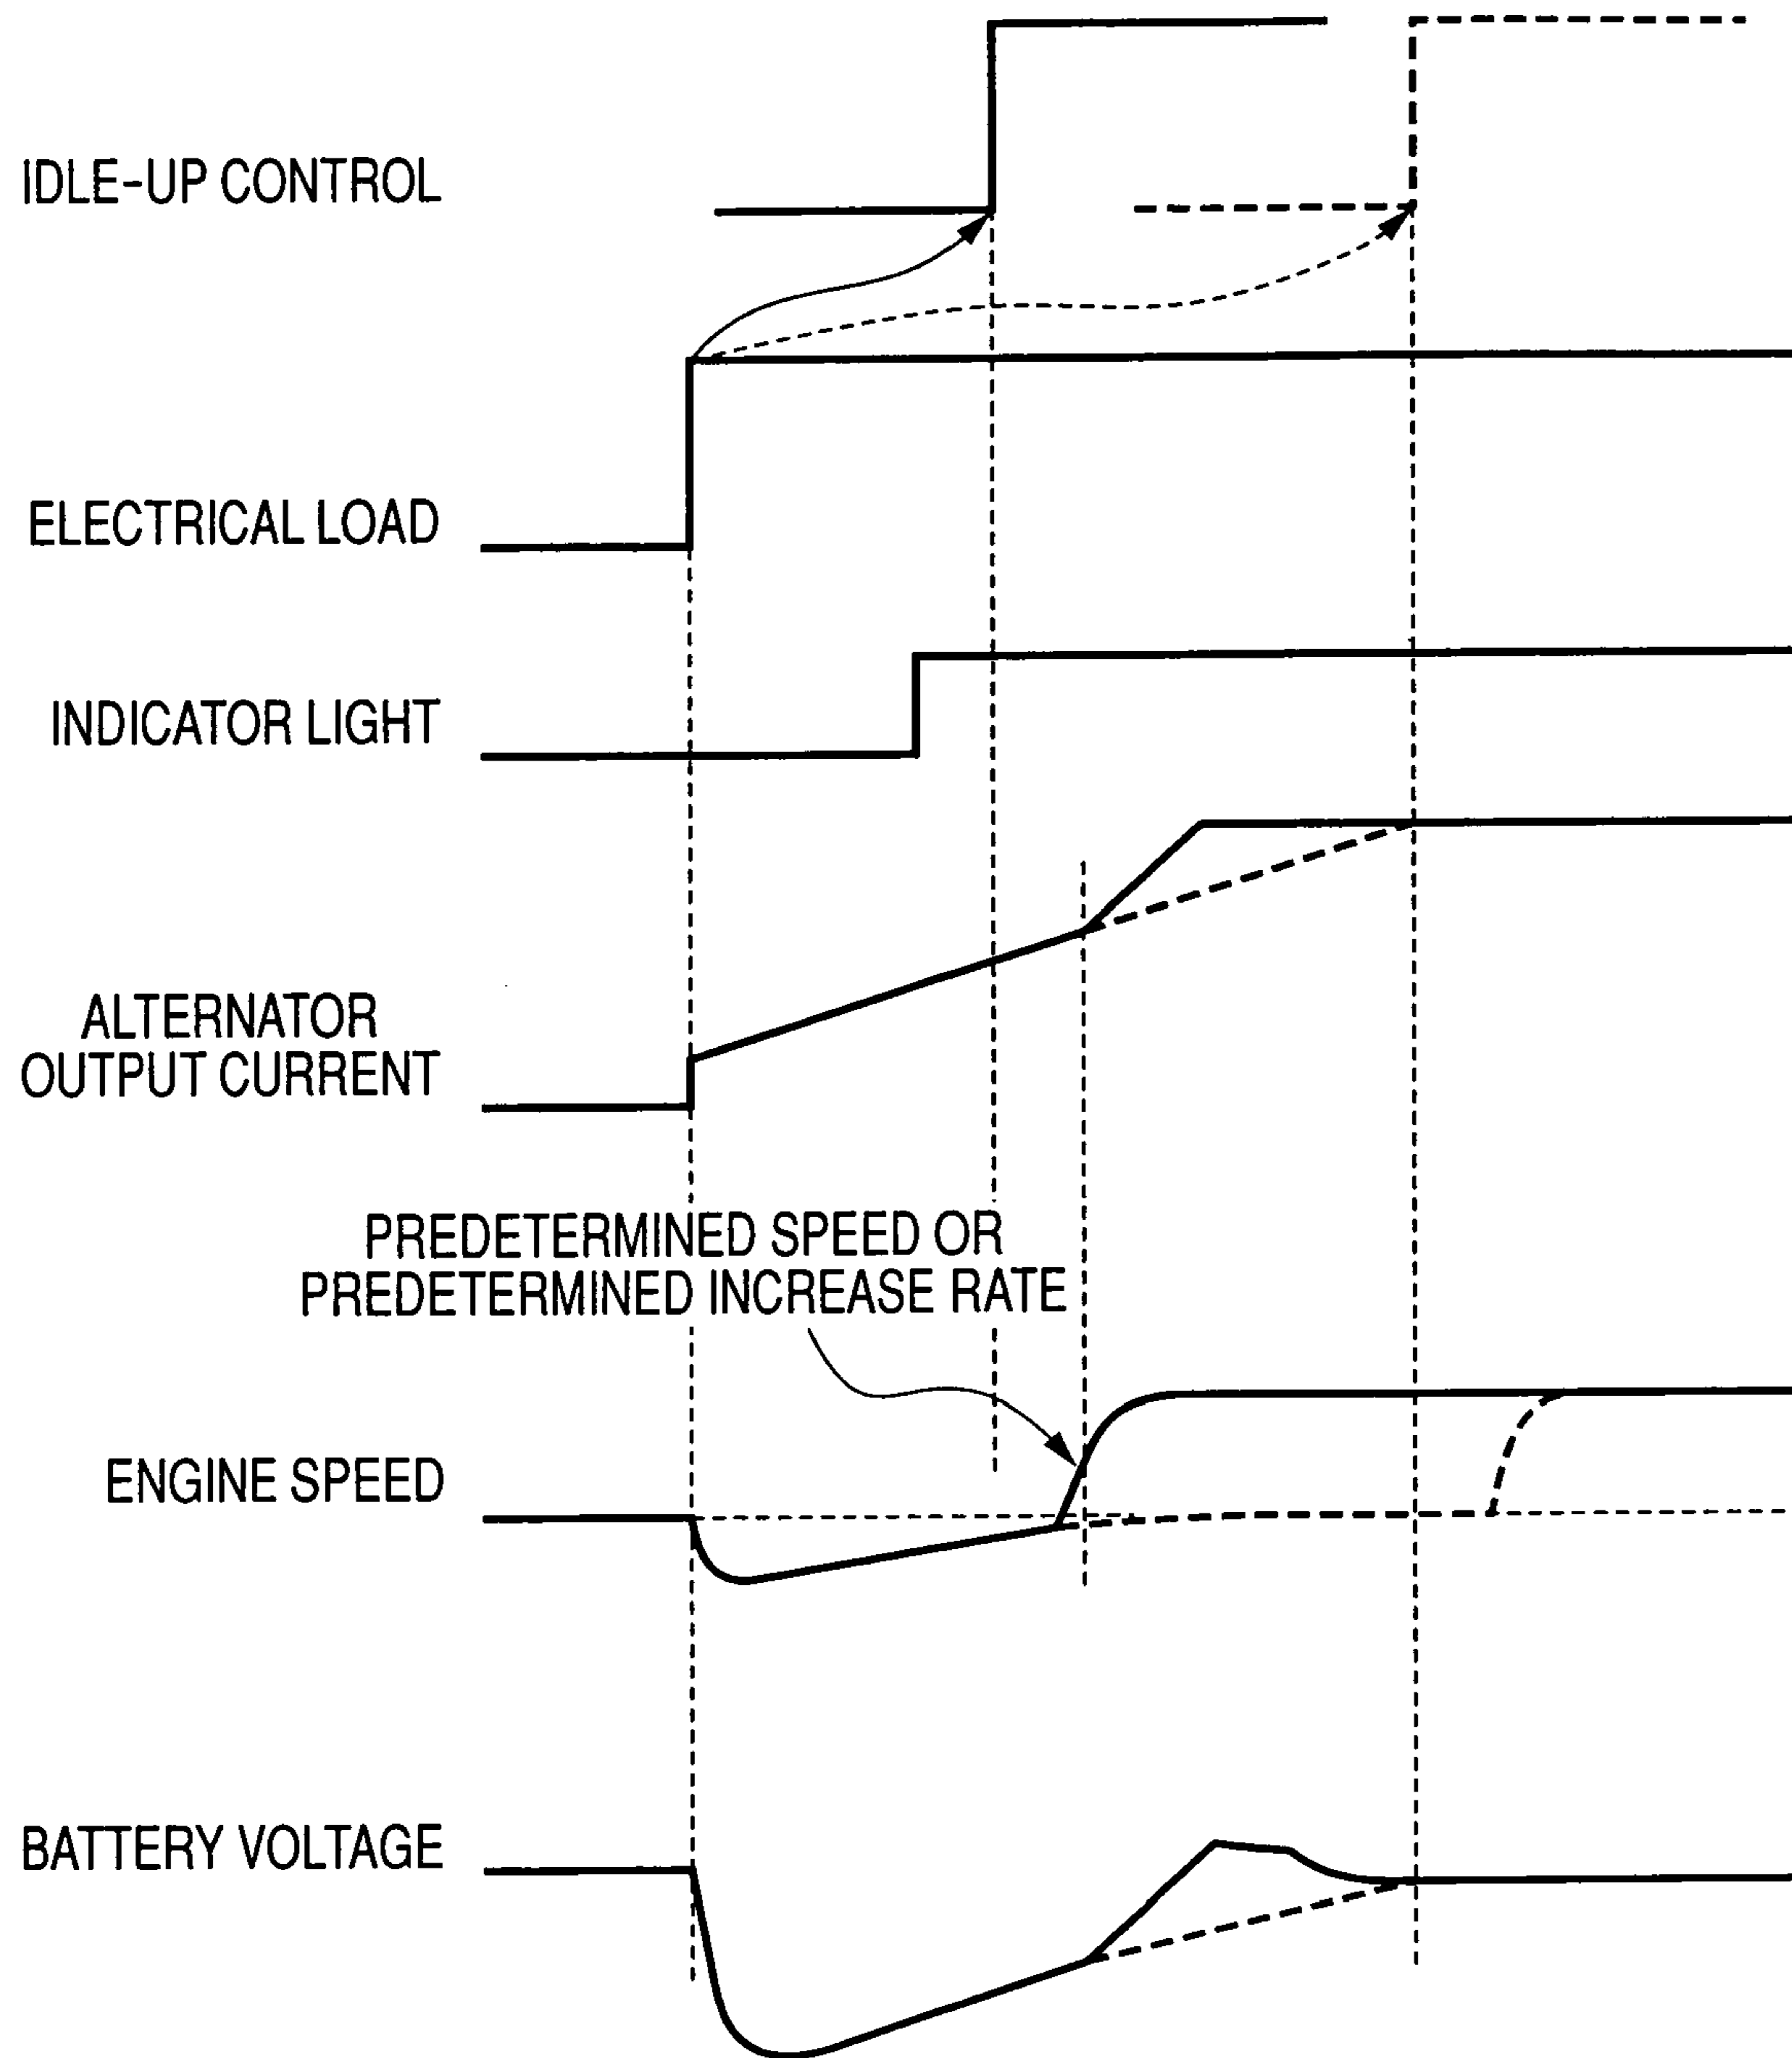 IDLE-UP CONTROL
ELECTRICAL LOAD
INDICATOR LIGHT
ALTERNATOR
OUTPUT CURRENT
PREDETERMINED SPEED OR
PREDETERMINED INCREASE RATE
ENGINE SPEED
BATTERY VOLTAGE